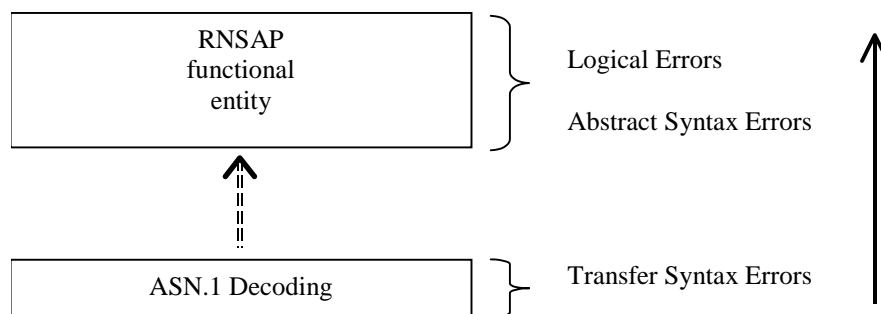 RNSAP
functional
entity
Logical Errors
Abstract Syntax Errors
ASN.1 Decoding
Transfer Syntax Errors